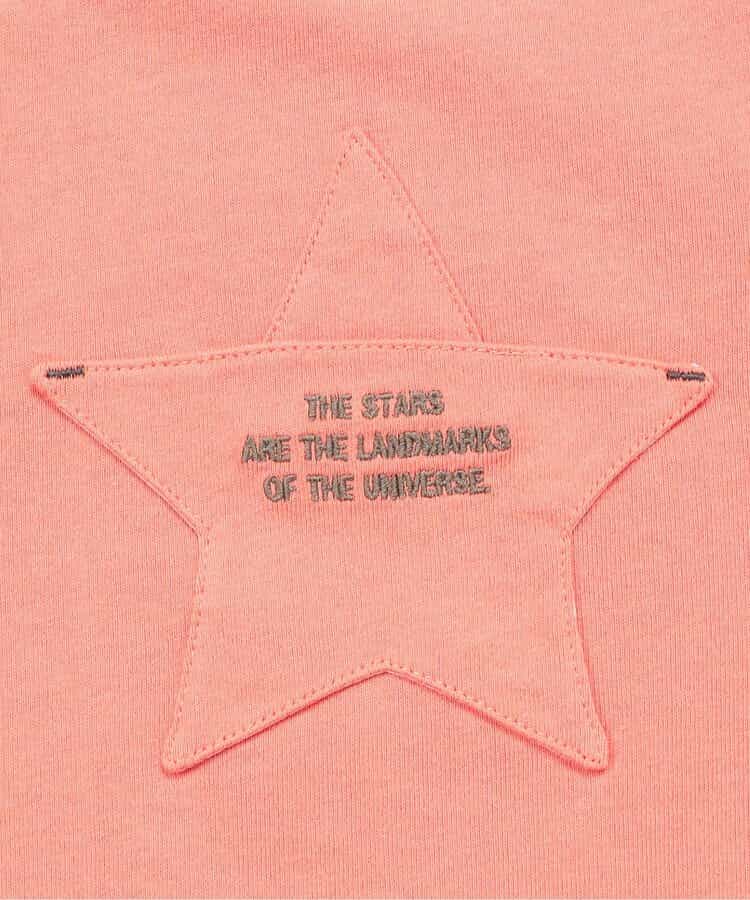 THE STARS
ARE THE LANDMARKS
OF THE UNIVERSE.